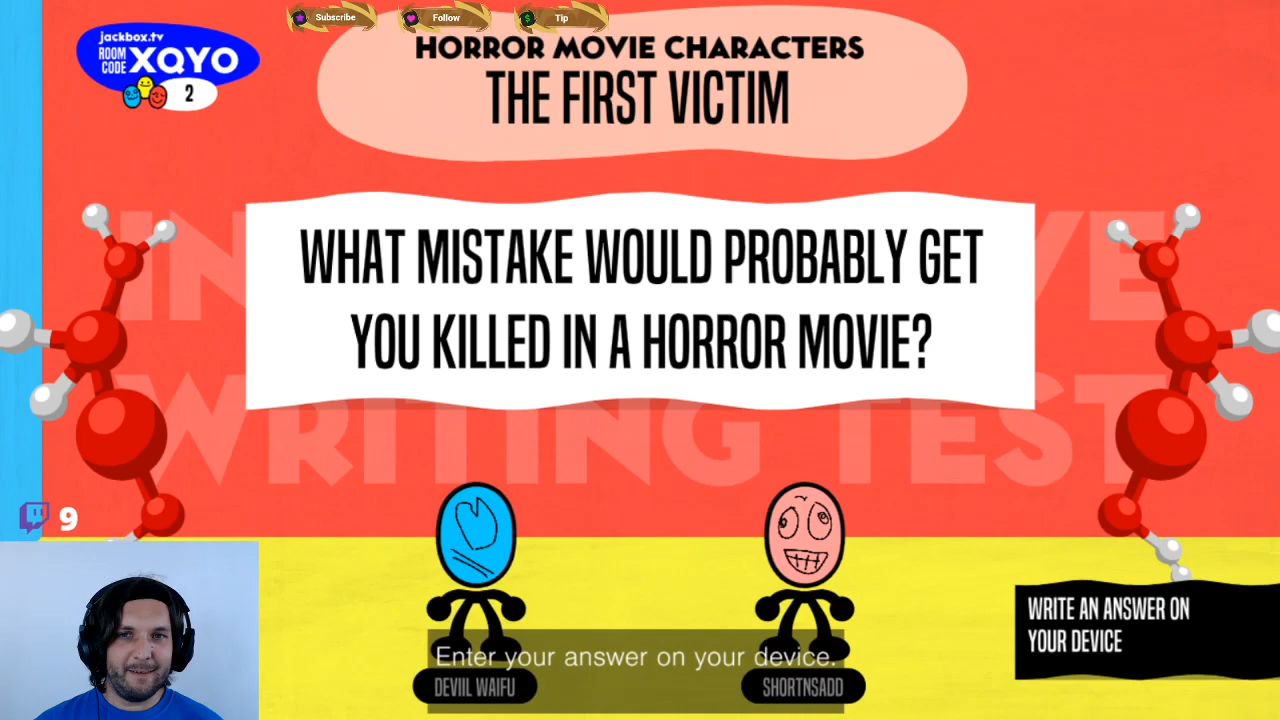 Subscribe
Follow
Tip
jackbox.tv
ROOM CODE
XQYO
2
HORROR MOVIE CHARACTERS
THE FIRST VICTIM
WHAT MISTAKE WOULD PROBABLY GET
YOU KILLED IN A HORROR MOVIE?
WRITING TEST
9
Enter your answer on your device.
DEVIIL WAIFU
SHORTNSADD
WRITE AN ANSWER ON
YOUR DEVICE